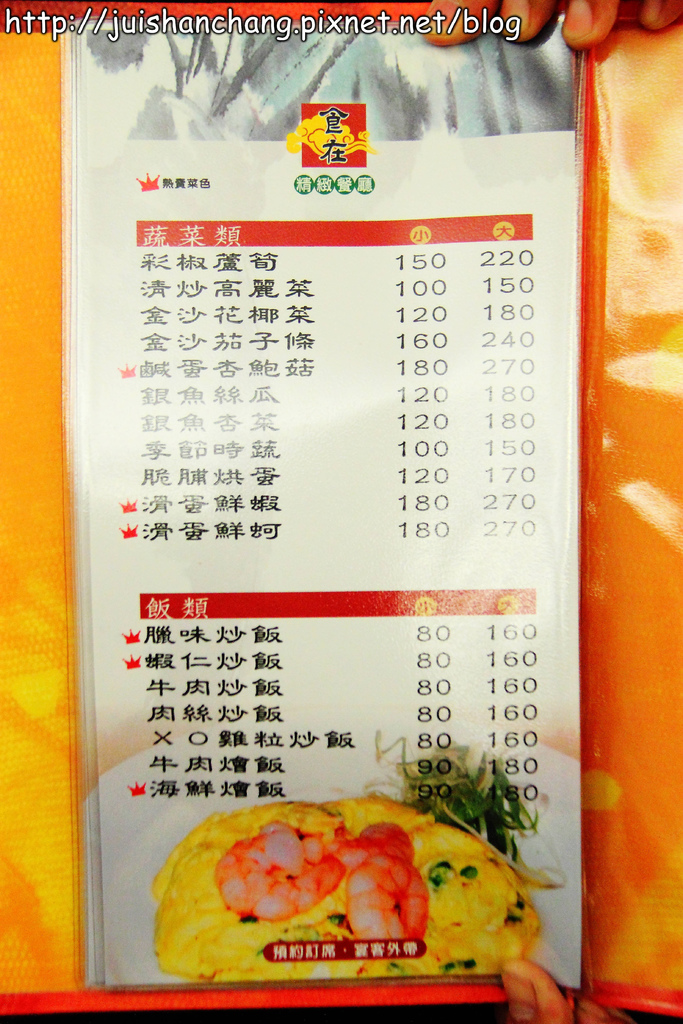 http://juishanchang.pixnet.net/blog
食在
精緻餐廳
熱賣菜色
蔬菜類 小 大
彩椒蘆筍 150 220
清炒高麗菜 100 150
金沙花椰菜 120 180
金沙茄子條 160 240
鹹蛋杏鮑菇 180 270
銀魚絲瓜 120 180
銀魚杏菜 120 180
季節時蔬 100 150
脆脯烘蛋 120 170
滑蛋鮮蝦 180 270
滑蛋鮮蚵 180 270
飯類 小 大
臘味炒飯 80 160
蝦仁炒飯 80 160
牛肉炒飯 80 160
肉絲炒飯 80 160
XO雞粒炒飯 80 160
牛肉燴飯 90 180
海鮮燴飯 90 180
預約訂席‧宴客外帶